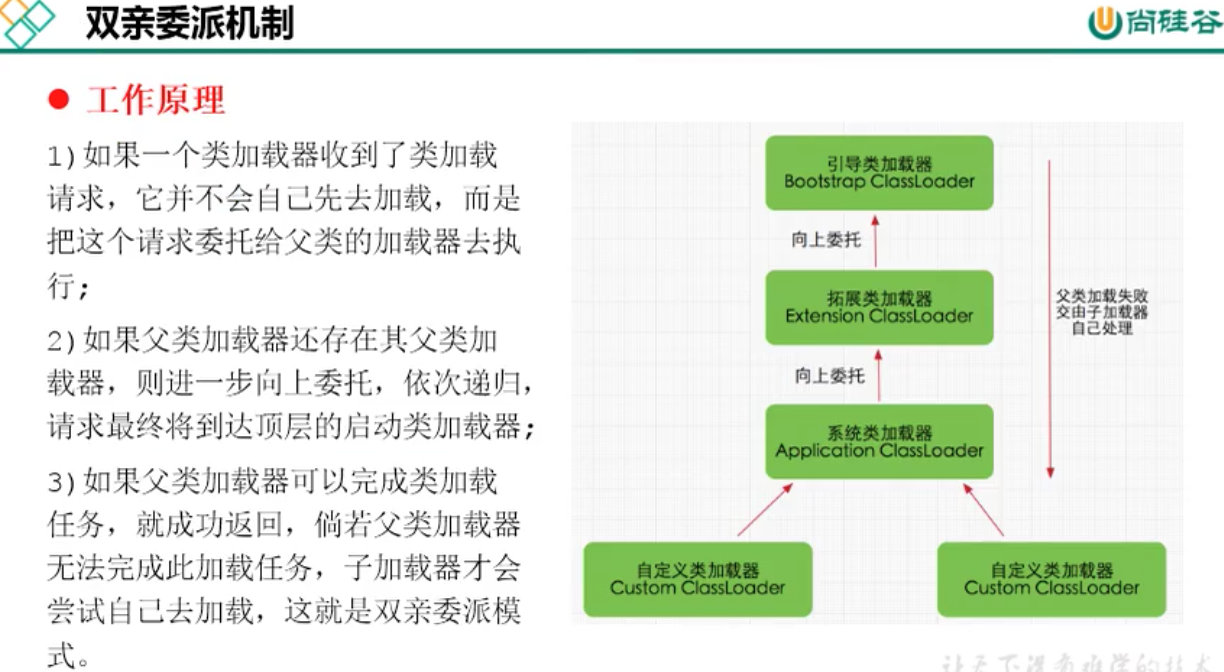 双亲委派机制
尚硅谷
工作原理
1)如果一个类加载器收到了类加载
请求，它并不会自己先去加载，而是
把这个请求委托给父类的加载器去执
行;
2)如果父类加载器还存在其父类加
载器，则进一步向上委托，依次递归，
请求最终将到达顶层的启动类加载器;
3)如果父类加载器可以完成类加载
任务，就成功返回，倘若父类加载器
无法完成此加载任务，子加载器才会
尝试自己去加载，这就是双亲委派模
式。
引导类加载器
Bootstrap ClassLoader
向上委托
拓展类加载器
Extension ClassLoader
向上委托
系统类加载器
Application ClassLoader
父类加载失败
交由子加载器
自己处理
自定义类加载器
Custom ClassLoader
自定义类加载器
Custom ClassLoader